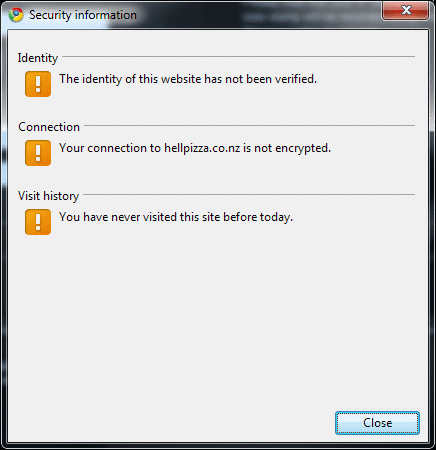 Security information
Identity
The identity of this website has not been verified.
Connection
Your connection to hellpizza.co.nz is not encrypted.
Visit history
You have never visited this site before today.
Close